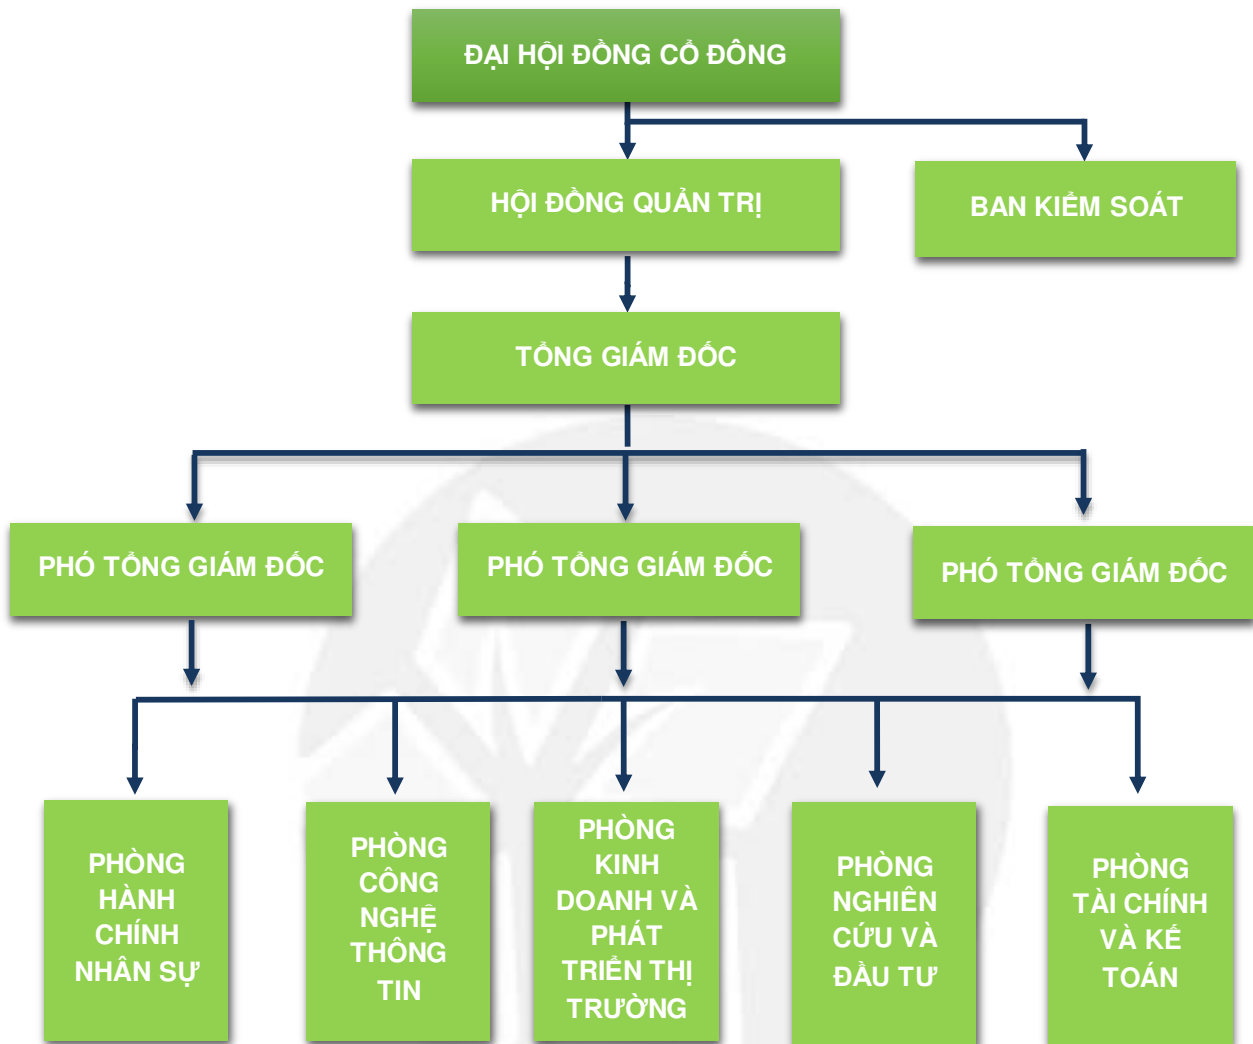 ĐẠI HỘI ĐỒNG CỔ ĐÔNG
HỘI ĐỒNG QUẢN TRỊ
BAN KIỂM SOÁT
TỔNG GIÁM ĐỐC
PHÓ TỔNG GIÁM ĐỐC
PHÓ TỔNG GIÁM ĐỐC
PHÓ TỔNG GIÁM ĐỐC
PHÒNG
HÀNH
CHÍNH
NHÂN SỰ
PHÒNG
CÔNG
NGHỆ
THÔNG
TIN
PHÒNG
KINH
DOANH VÀ
PHÁT
TRIỂN THỊ
TRƯỜNG
PHÒNG
NGHIÊN
CỨU VÀ
ĐẦU TƯ
PHÒNG
TÀI CHÍNH
VÀ KẾ
TOÁN